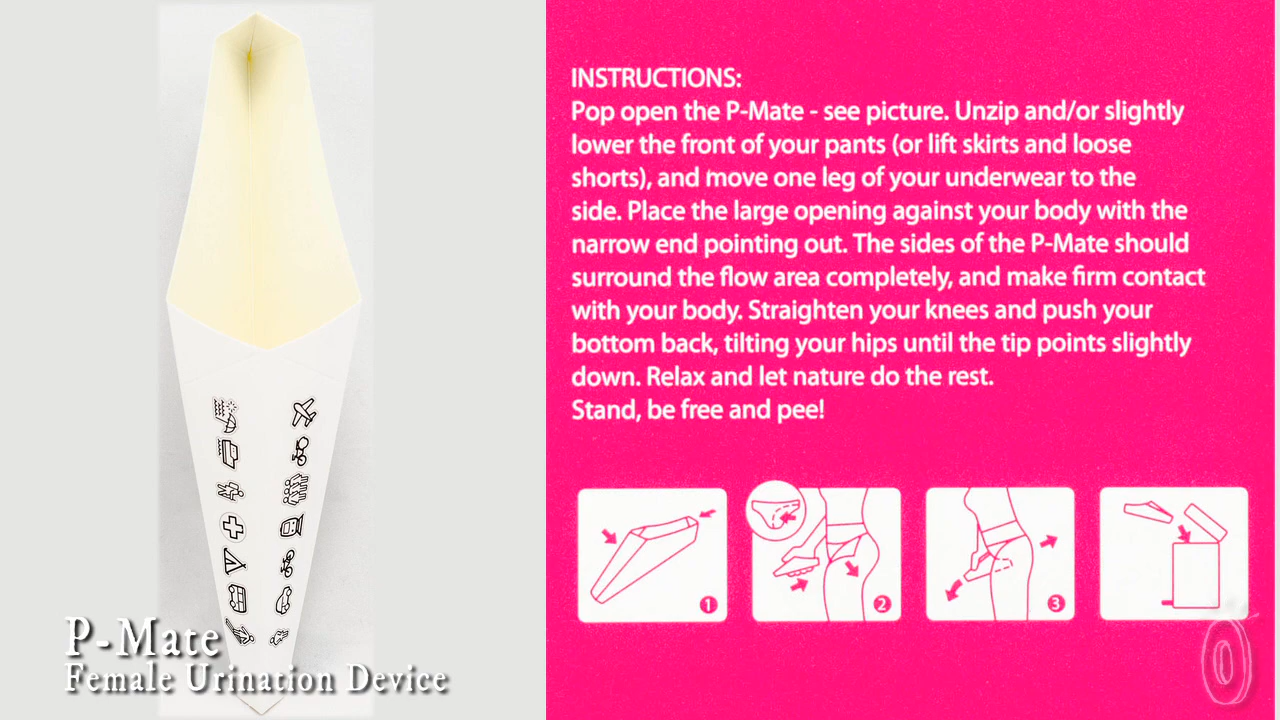 INSTRUCTIONS:
Pop open the P-Mate - see picture. Unzip and/or slightly
lower the front of your pants (or lift skirts and loose
shorts), and move one leg of your underwear to the
side. Place the large opening against your body with the
narrow end pointing out. The sides of the P-Mate should
surround the flow area completely, and make firm contact
with your body. Straighten your knees and push your
bottom back, tilting your hips until the tip points slightly
down. Relax and let nature do the rest.
Stand, be free and pee!
1
2
3
P-Mate
Female Urination Device